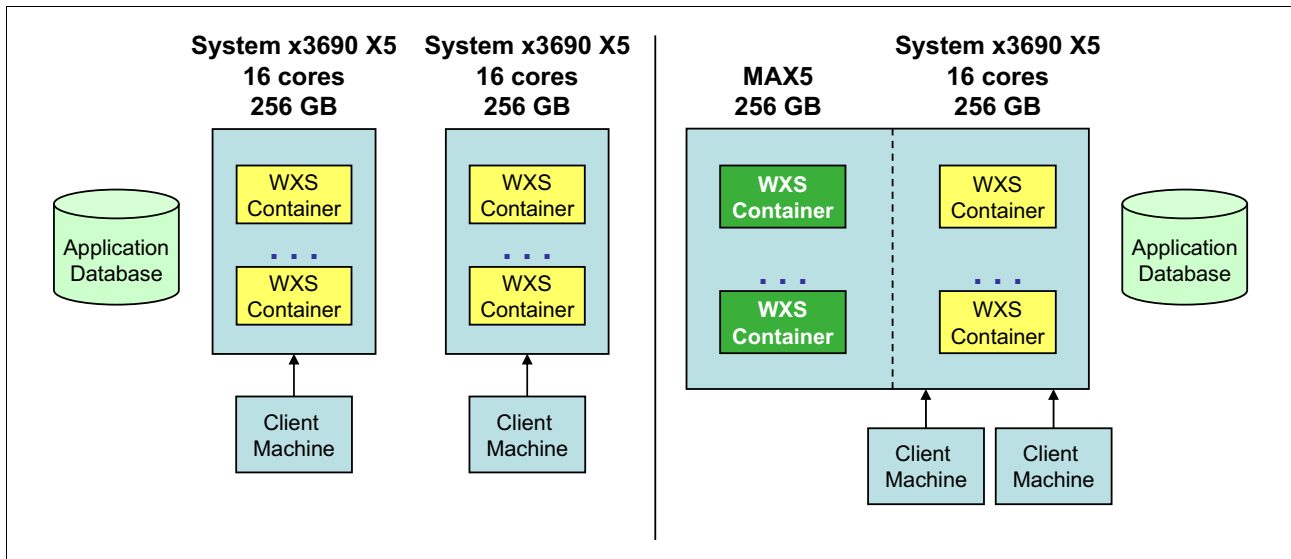 System x3690 X5
16 cores
256 GB
System x3690 X5
16 cores
256 GB
Application
Database
WXS
Container
. . .
WXS
Container
WXS
Container
. . .
WXS
Container
Client
Machine
Client
Machine
MAX5
256 GB
System x3690 X5
16 cores
256 GB
WXS
Container
. . .
WXS
Container
WXS
Container
. . .
WXS
Container
Application
Database
Client
Machine
Client
Machine